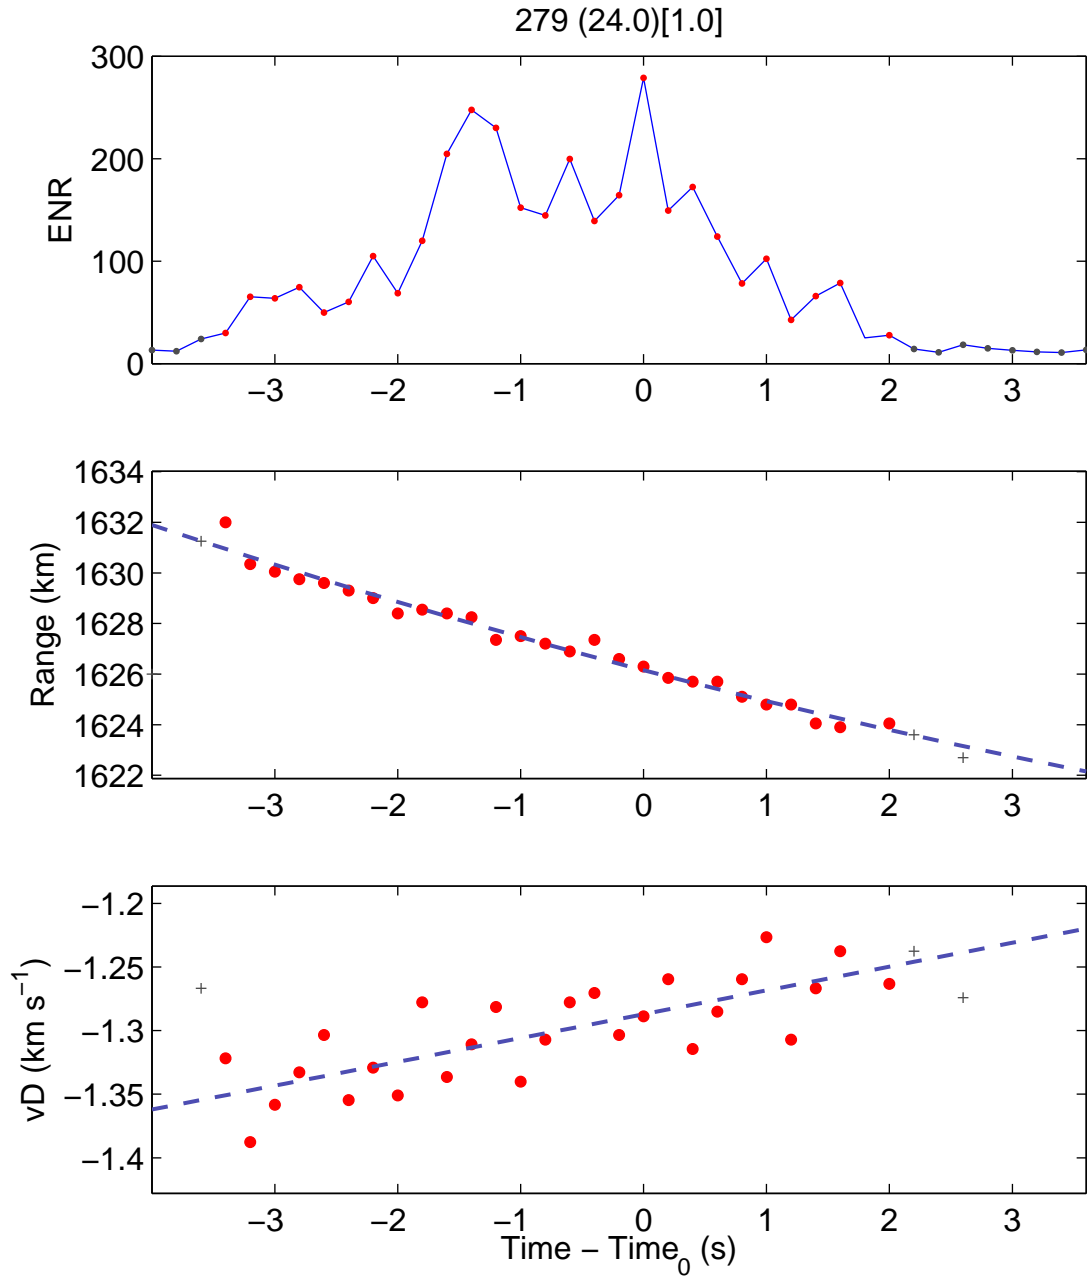 279 (24.0)[1.0]
300
200
100
0
ENR
−3 −2 −1 0 1 2 3
1634
1632
1630
1628
1626
1624
1622
Range (km)
−3 −2 −1 0 1 2 3
−1.2
−1.25
−1.3
−1.35
−1.4
vD (km s−1)
−3 −2 −1 0 1 2 3
Time − Time0 (s)